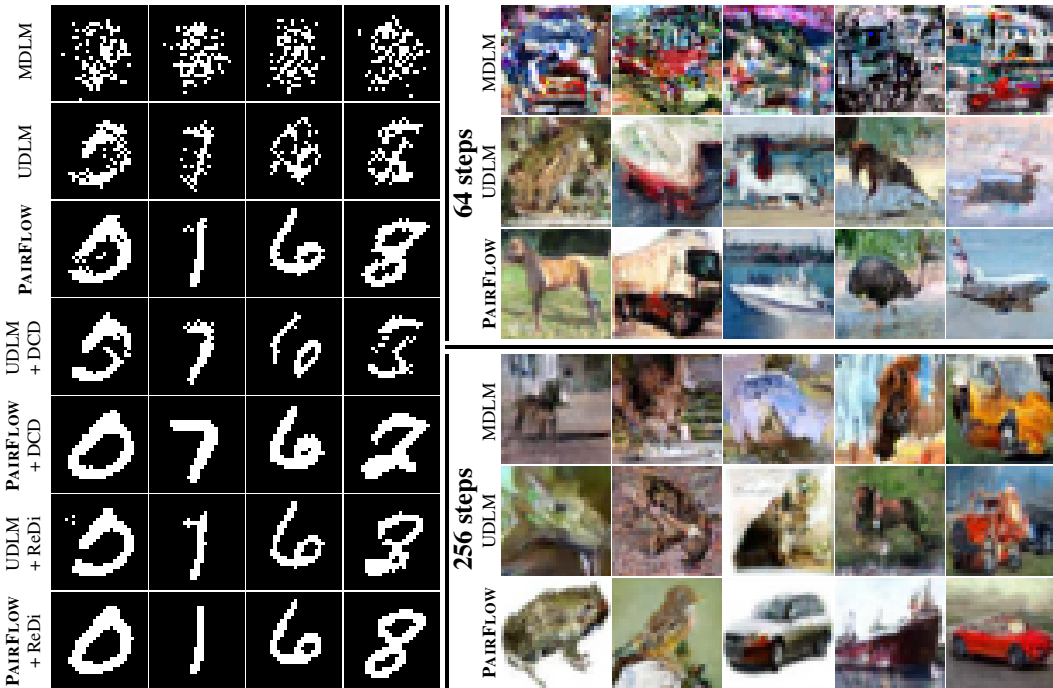 MDLM
UDLM
PAIRFLOW
UDLM
+ DCD
PAIRFLOW
+ DCD
UDLM
+ ReDi
PAIRFLOW
+ ReDi
64 steps
MDLM
UDLM
PAIRFLOW
256 steps
MDLM
UDLM
PAIRFLOW